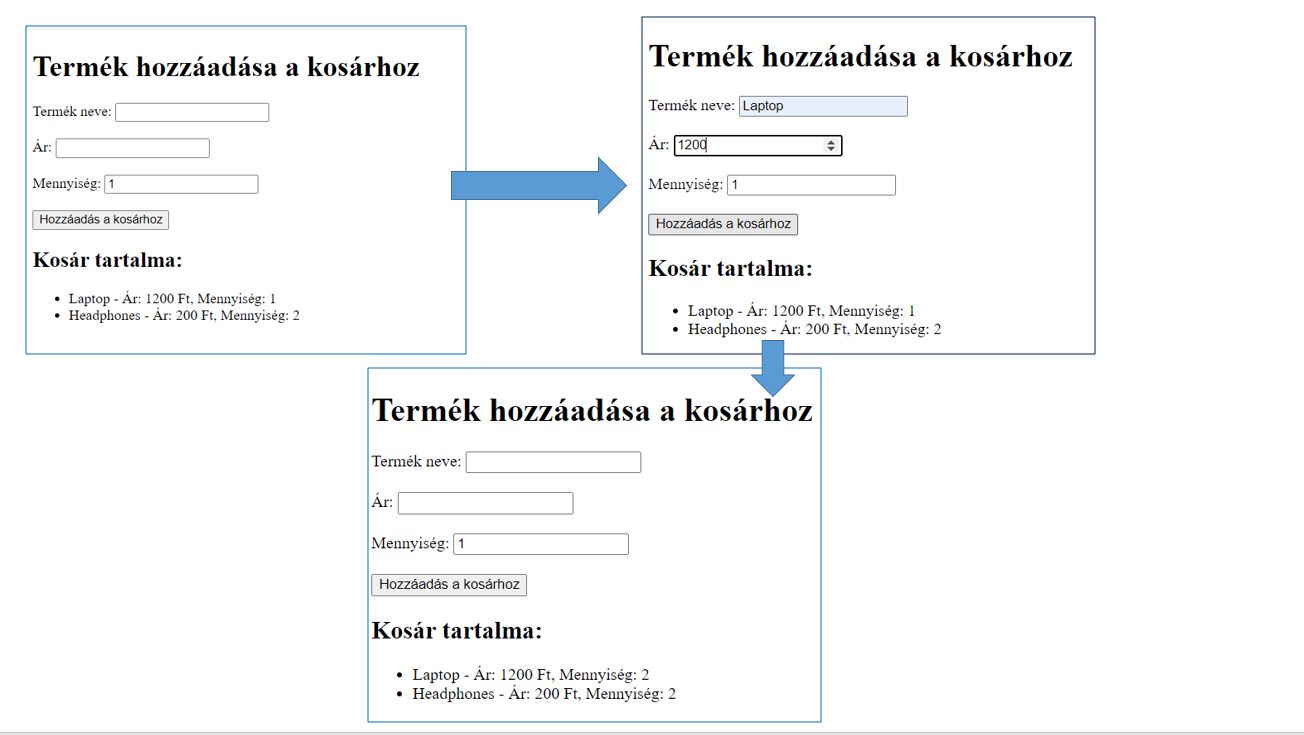 Termék hozzáadása a kosárhoz
Termék neve:
Ár:
Mennyiség: 1
Hozzáadás a kosárhoz
Kosár tartalma:
• Laptop - Ár: 1200 Ft, Mennyiség: 1
• Headphones - Ár: 200 Ft, Mennyiség: 2
Termék hozzáadása a kosárhoz
Termék neve: Laptop
Ár: 1200
Mennyiség: 1
Hozzáadás a kosárhoz
Kosár tartalma:
• Laptop - Ár: 1200 Ft, Mennyiség: 1
• Headphones - Ár: 200 Ft, Mennyiség: 2
Termék hozzáadása a kosárhoz
Termék neve:
Ár:
Mennyiség: 1
Hozzáadás a kosárhoz
Kosár tartalma:
• Laptop - Ár: 1200 Ft, Mennyiség: 2
• Headphones - Ár: 200 Ft, Mennyiség: 2